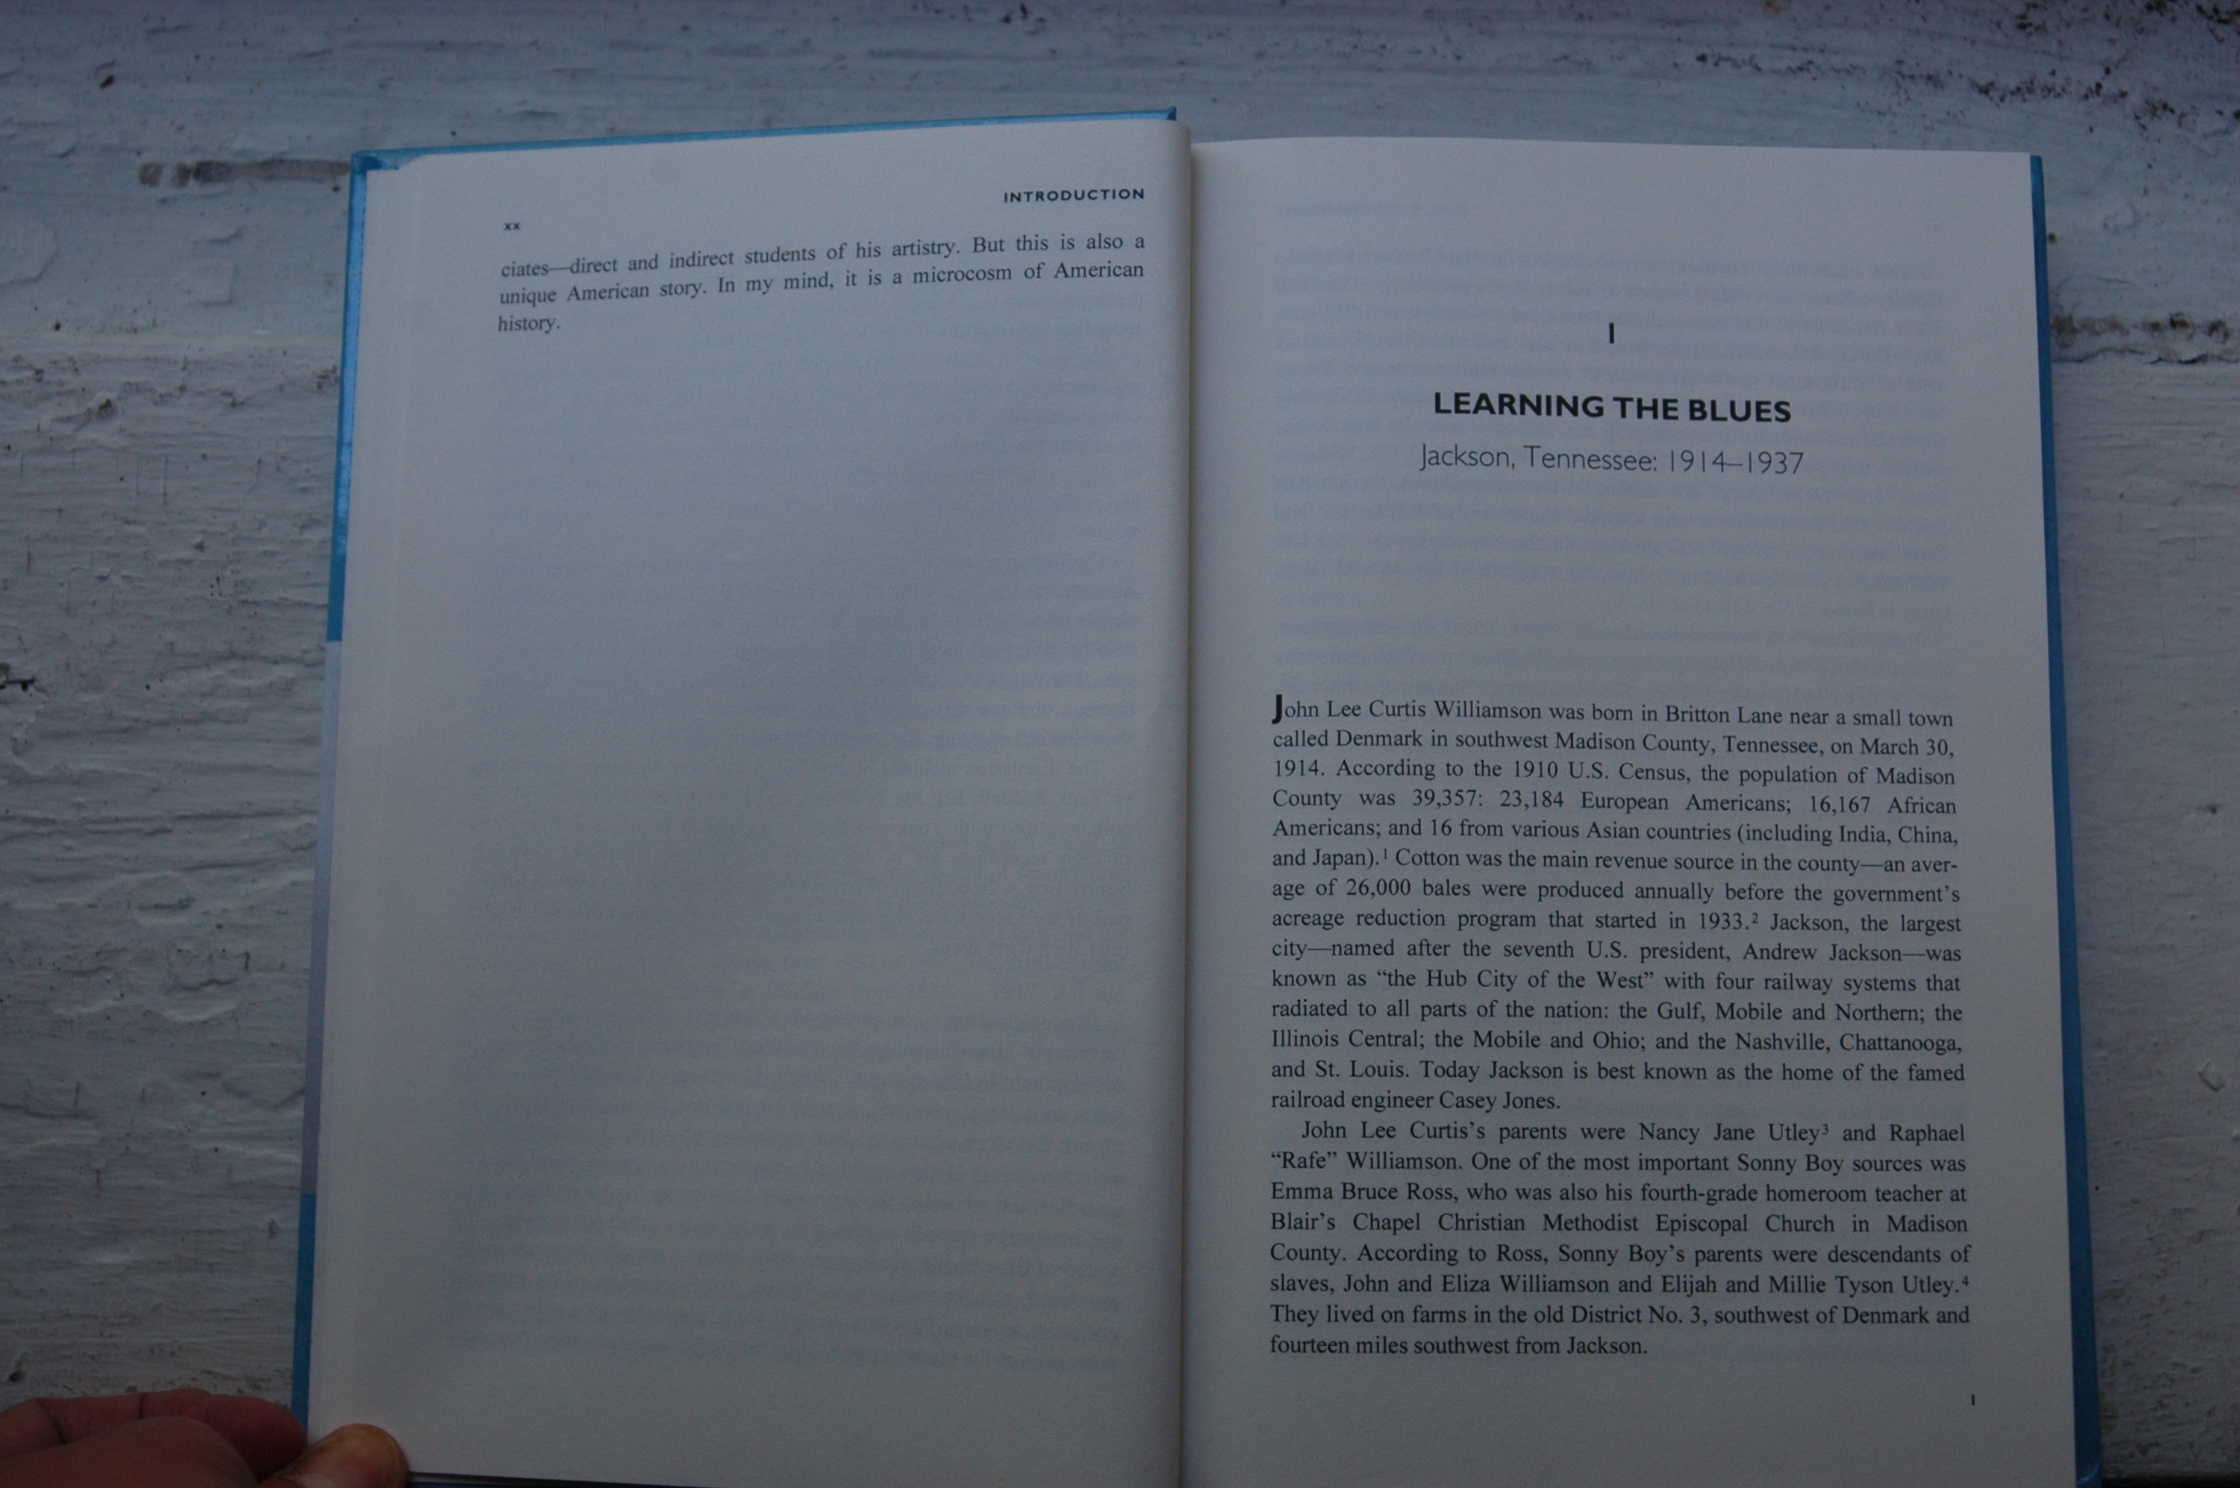 xx
INTRODUCTION
ciates—direct and indirect students of his artistry. But this is also a
unique American story. In my mind, it is a microcosm of American
history.
1
LEARNING THE BLUES
Jackson, Tennessee: 1914–1937
John Lee Curtis Williamson was born in Britton Lane near a small town
called Denmark in southwest Madison County, Tennessee, on March 30,
1914. According to the 1910 U.S. Census, the population of Madison
County was 39,357: 23,184 European Americans; 16,167 African
Americans; and 16 from various Asian countries (including India, China,
and Japan).¹ Cotton was the main revenue source in the county—an aver-
age of 26,000 bales were produced annually before the government's
acreage reduction program that started in 1933.² Jackson, the largest
city—named after the seventh U.S. president, Andrew Jackson—was
known as “the Hub City of the West” with four railway systems that
radiated to all parts of the nation: the Gulf, Mobile and Northern; the
Illinois Central; the Mobile and Ohio; and the Nashville, Chattanooga,
and St. Louis. Today Jackson is best known as the home of the famed
railroad engineer Casey Jones.
John Lee Curtis's parents were Nancy Jane Utley³ and Raphael
“Rafe” Williamson. One of the most important Sonny Boy sources was
Emma Bruce Ross, who was also his fourth-grade homeroom teacher at
Blair's Chapel Christian Methodist Episcopal Church in Madison
County. According to Ross, Sonny Boy's parents were descendants of
slaves, John and Eliza Williamson and Elijah and Millie Tyson Utley.⁴
They lived on farms in the old District No. 3, southwest of Denmark and
fourteen miles southwest from Jackson.
1